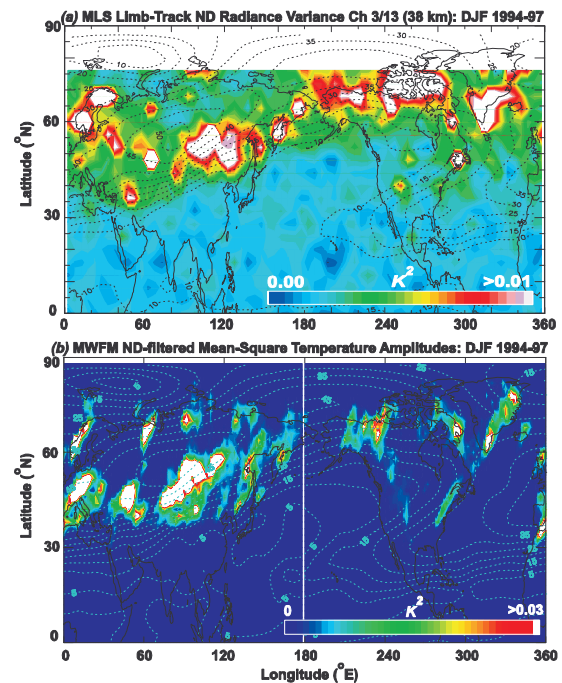 (a) MLS Limb-Track ND Radiance Variance Ch 3/13 (38 km): DJF 1994-97
90
60
30
0
Latitude (°N)
0.00 K² >0.01
0 60 120 180 240 300 360
(b) MWFM ND-filtered Mean-Square Temperature Amplitudes: DJF 1994-97
90
60
30
0
Latitude (°N)
0 K² >0.03
0 60 120 180 240 300 360
Longitude (°E)